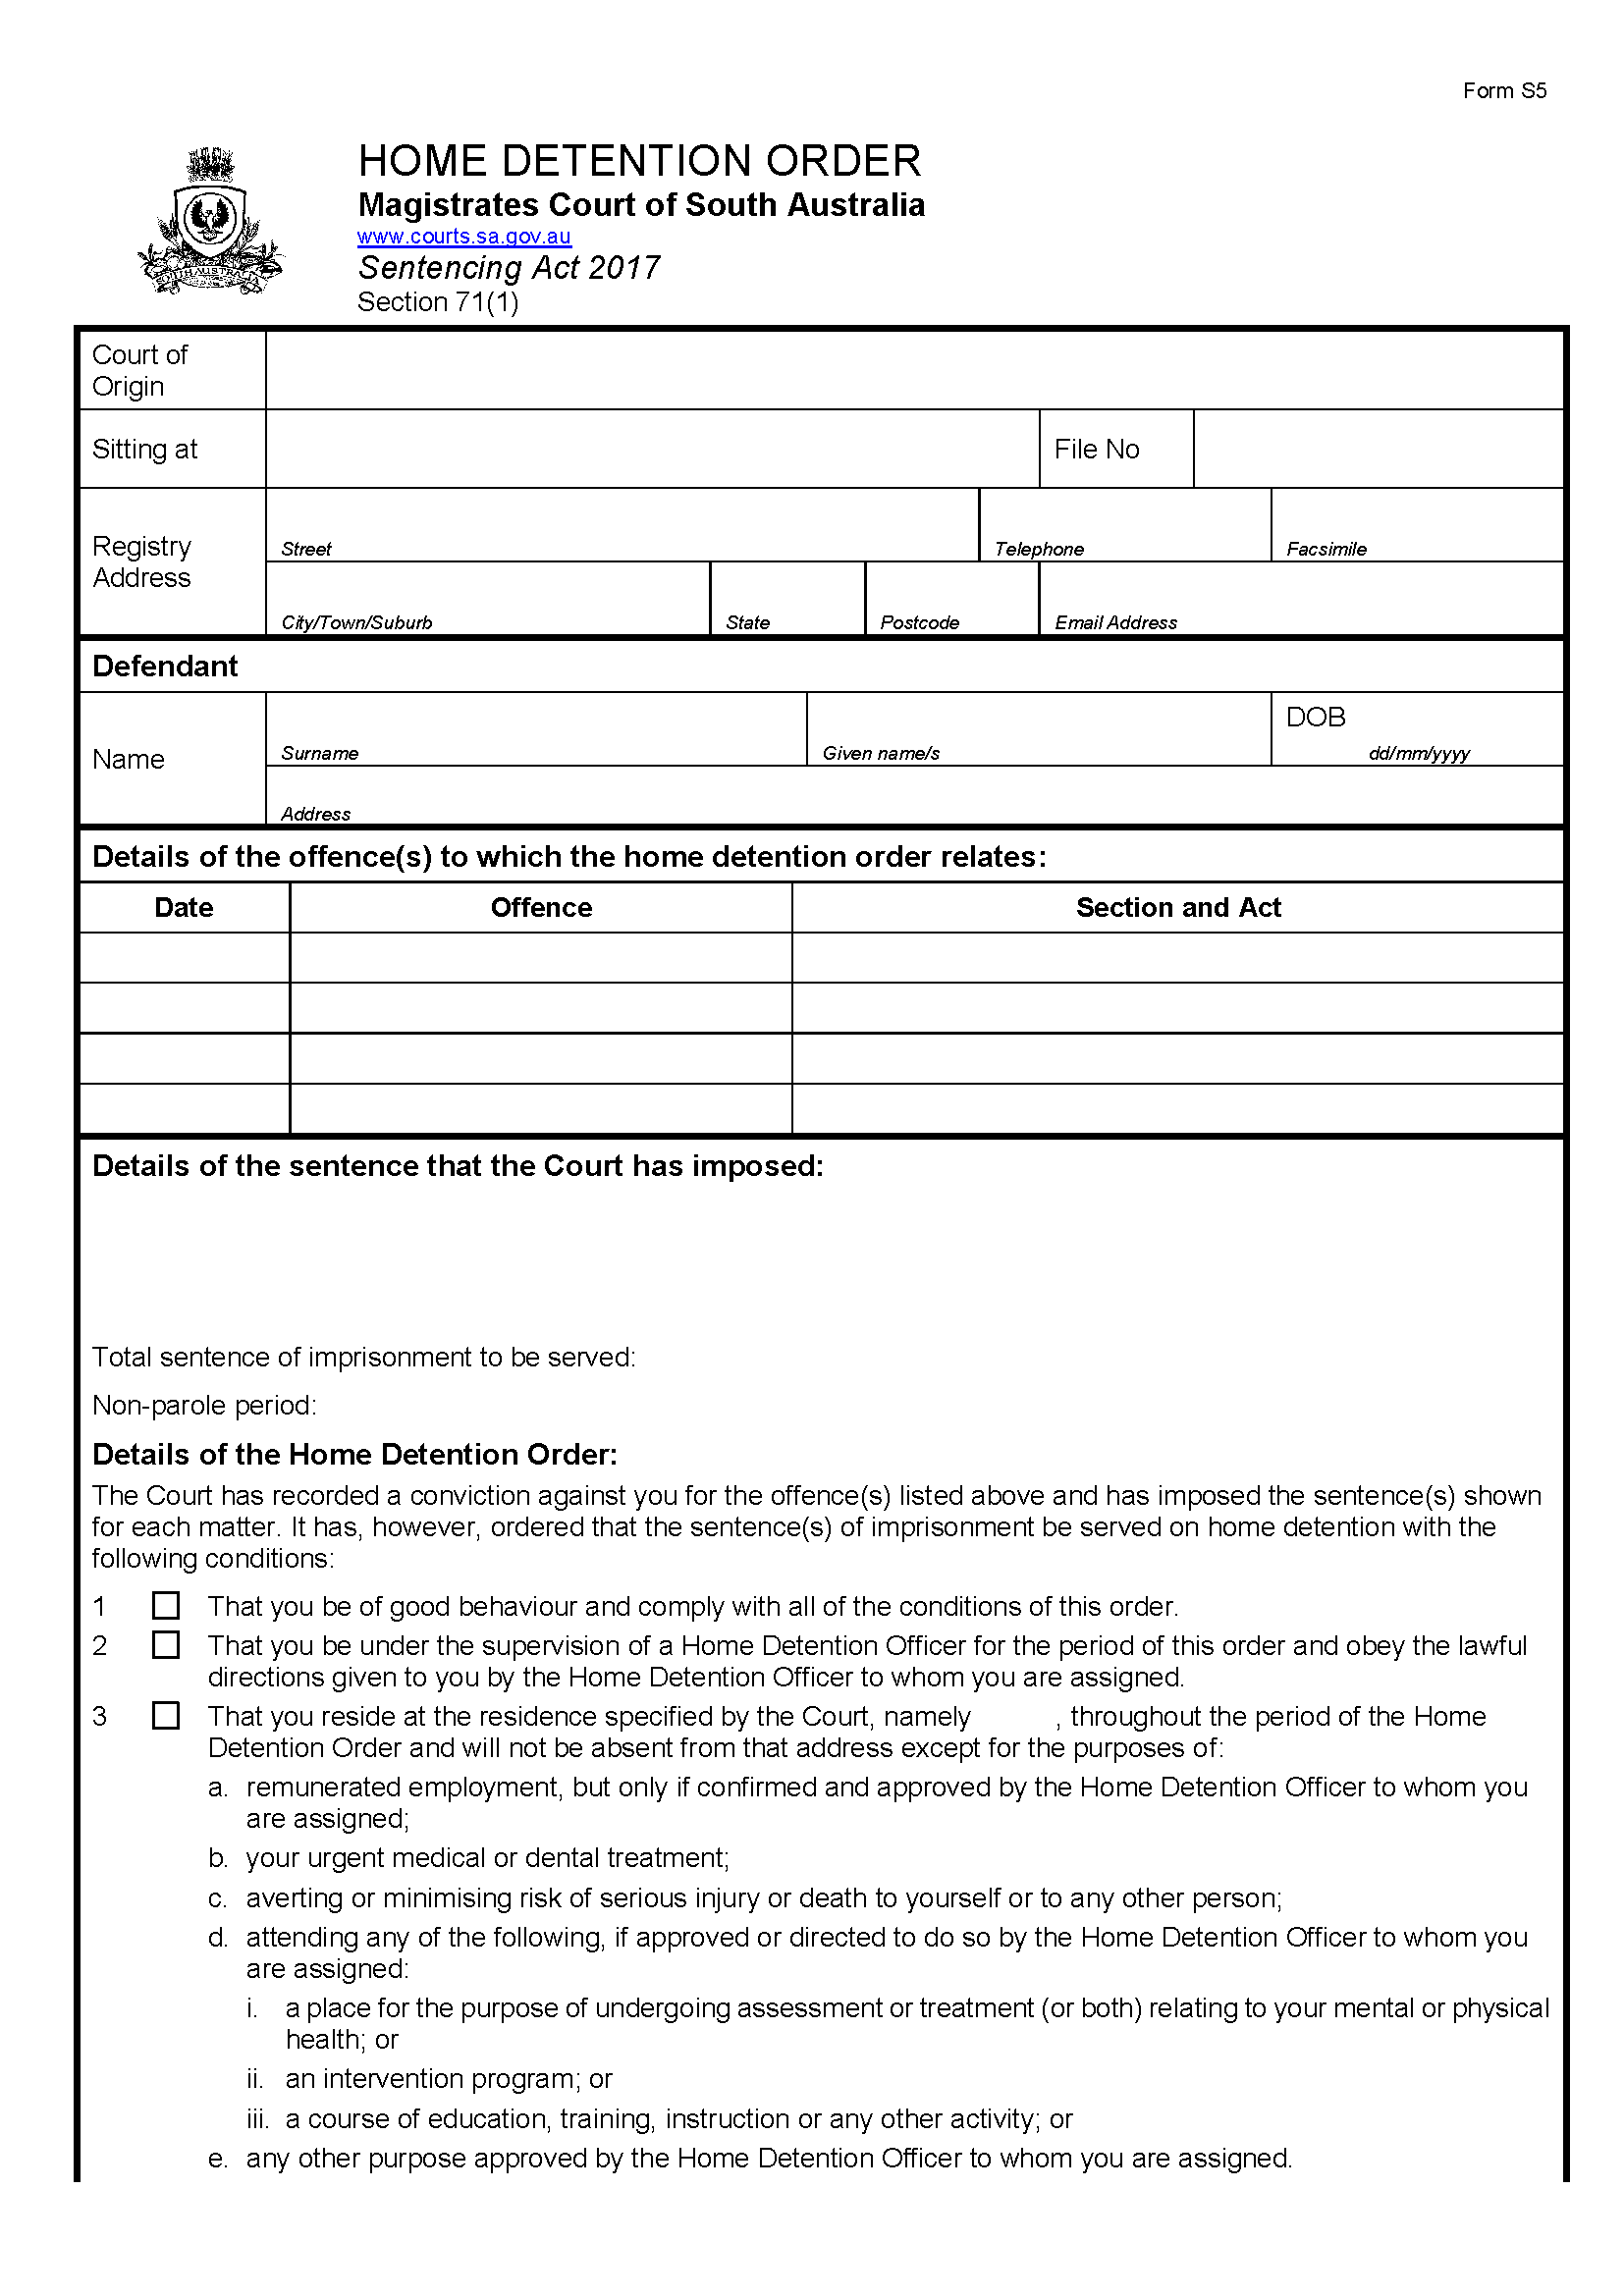 Form S5
HOME DETENTION ORDER
Magistrates Court of South Australia
www.courts.sa.gov.au
Sentencing Act 2017
Section 71(1)
SOUTH AUSTRALIA
Court of
Origin
Sitting at
File No
Registry
Address
Street
Telephone
Facsimile
City/Town/Suburb
State
Postcode
Email Address
Defendant
Name
Surname
Given name/s
DOB
dd/mm/yyyy
Address
Details of the offence(s) to which the home detention order relates:
Date
Offence
Section and Act
Details of the sentence that the Court has imposed:
Total sentence of imprisonment to be served:
Non-parole period:
Details of the Home Detention Order:
The Court has recorded a conviction against you for the offence(s) listed above and has imposed the sentence(s) shown
for each matter. It has, however, ordered that the sentence(s) of imprisonment be served on home detention with the
following conditions:
1 That you be of good behaviour and comply with all of the conditions of this order.
2 That you be under the supervision of a Home Detention Officer for the period of this order and obey the lawful
directions given to you by the Home Detention Officer to whom you are assigned.
3 That you reside at the residence specified by the Court, namely , throughout the period of the Home
Detention Order and will not be absent from that address except for the purposes of:
a. remunerated employment, but only if confirmed and approved by the Home Detention Officer to whom you
are assigned;
b. your urgent medical or dental treatment;
c. averting or minimising risk of serious injury or death to yourself or to any other person;
d. attending any of the following, if approved or directed to do so by the Home Detention Officer to whom you
are assigned:
i. a place for the purpose of undergoing assessment or treatment (or both) relating to your mental or physical
health; or
ii. an intervention program; or
iii. a course of education, training, instruction or any other activity; or
e. any other purpose approved by the Home Detention Officer to whom you are assigned.